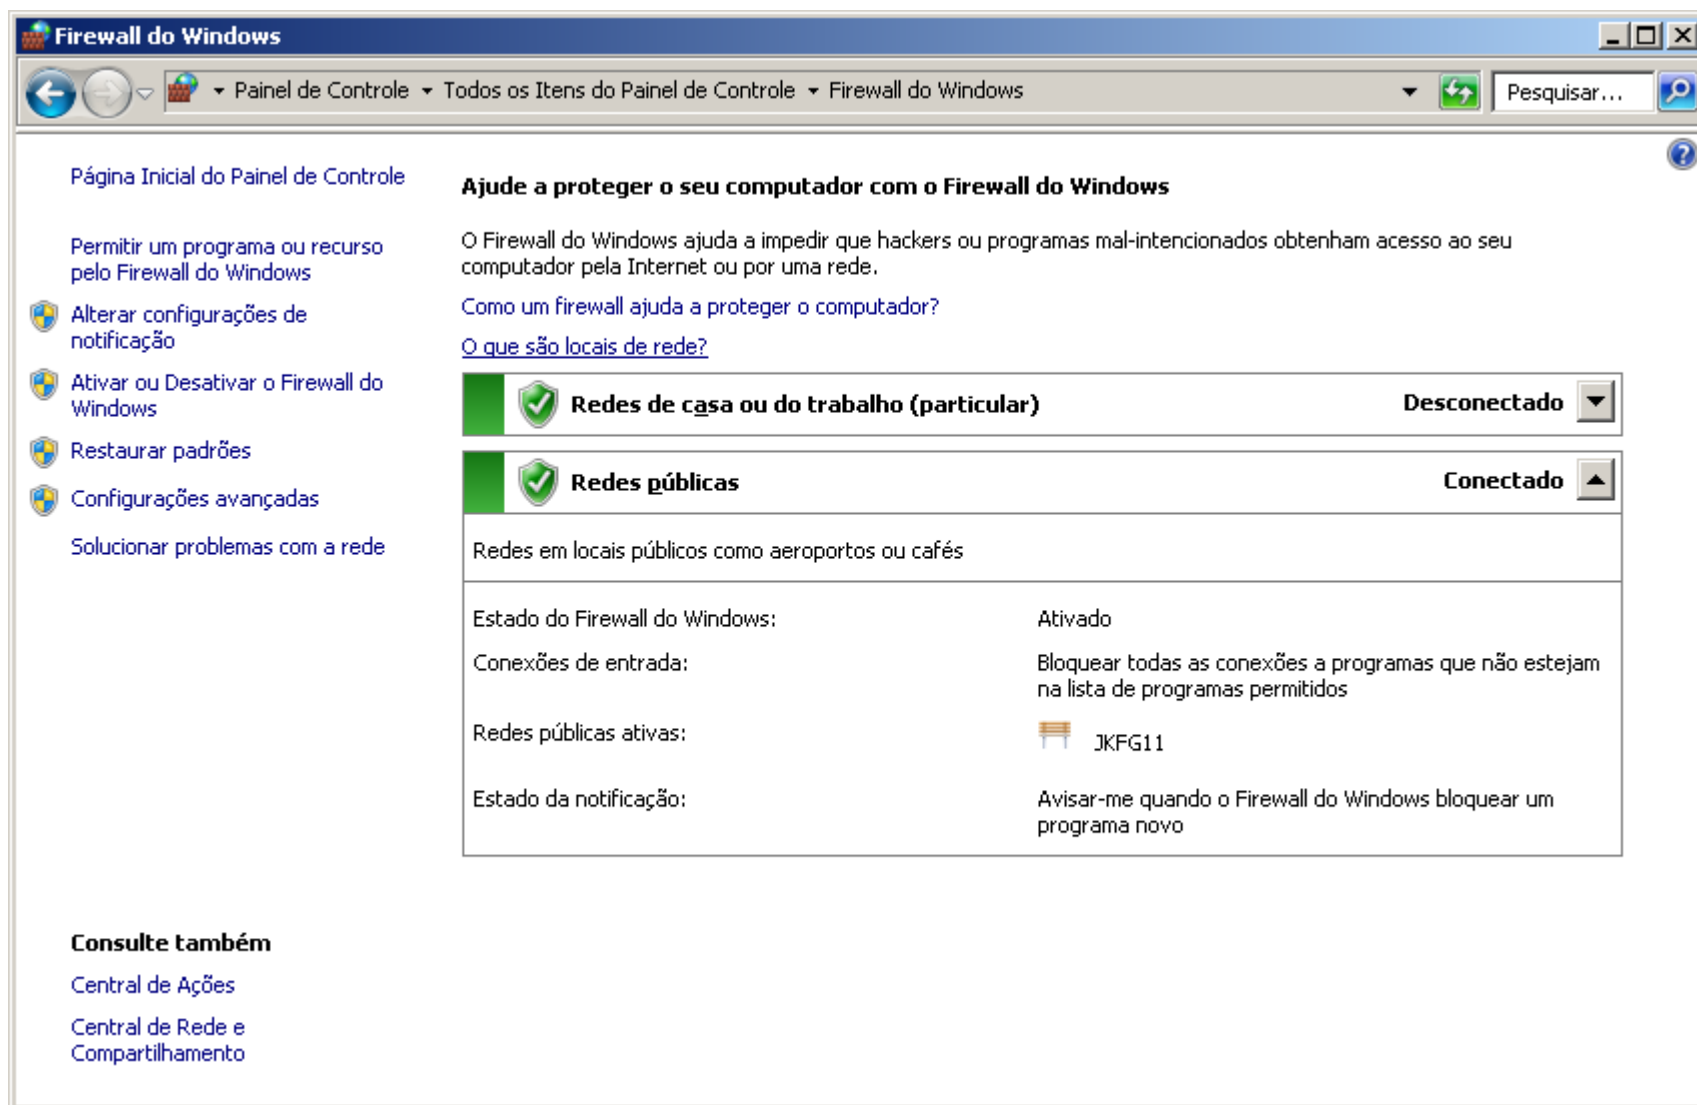 Firewall do Windows
Painel de Controle Todos os Itens do Painel de Controle Firewall do Windows Pesquisar...
Página Inicial do Painel de Controle
Permitir um programa ou recurso
pelo Firewall do Windows
Alterar configurações de
notificação
Ativar ou Desativar o Firewall do
Windows
Restaurar padrões
Configurações avançadas
Solucionar problemas com a rede
Consulte também
Central de Ações
Central de Rede e
Compartilhamento
Ajude a proteger o seu computador com o Firewall do Windows
O Firewall do Windows ajuda a impedir que hackers ou programas mal-intencionados obtenham acesso ao seu
computador pela Internet ou por uma rede.
Como um firewall ajuda a proteger o computador?
O que são locais de rede?
Redes de casa ou do trabalho (particular) Desconectado
Redes públicas Conectado
Redes em locais públicos como aeroportos ou cafés
Estado do Firewall do Windows: Ativado
Conexões de entrada: Bloquear todas as conexões a programas que não estejam
na lista de programas permitidos
Redes públicas ativas: JKFG11
Estado da notificação: Avisar-me quando o Firewall do Windows bloquear um
programa novo